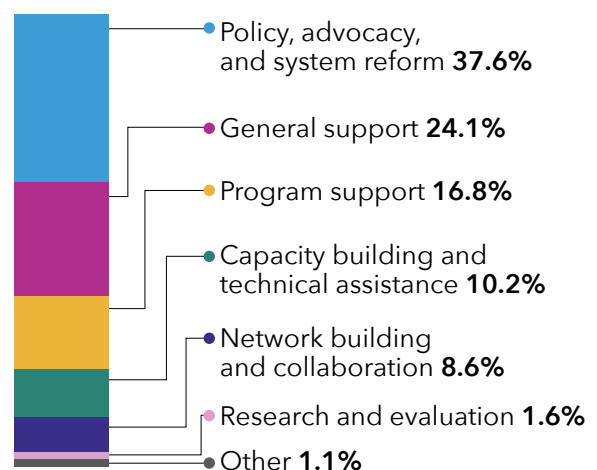 Policy, advocacy,
and system reform 37.6%
General support 24.1%
Program support 16.8%
Capacity building and
technical assistance 10.2%
Network building
and collaboration 8.6%
Research and evaluation 1.6%
Other 1.1%